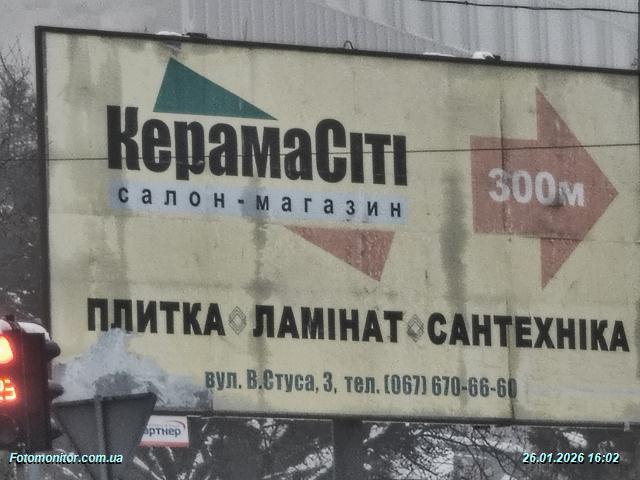 КерамаСіті
салон-магазин
300м
ПЛИТКА ЛАМІНАТ САНТЕХНІКА
вул. В.Стуса, 3, тел. (067) 670-66-60
Fotomonitor.com.ua
26.01.2026 16:02